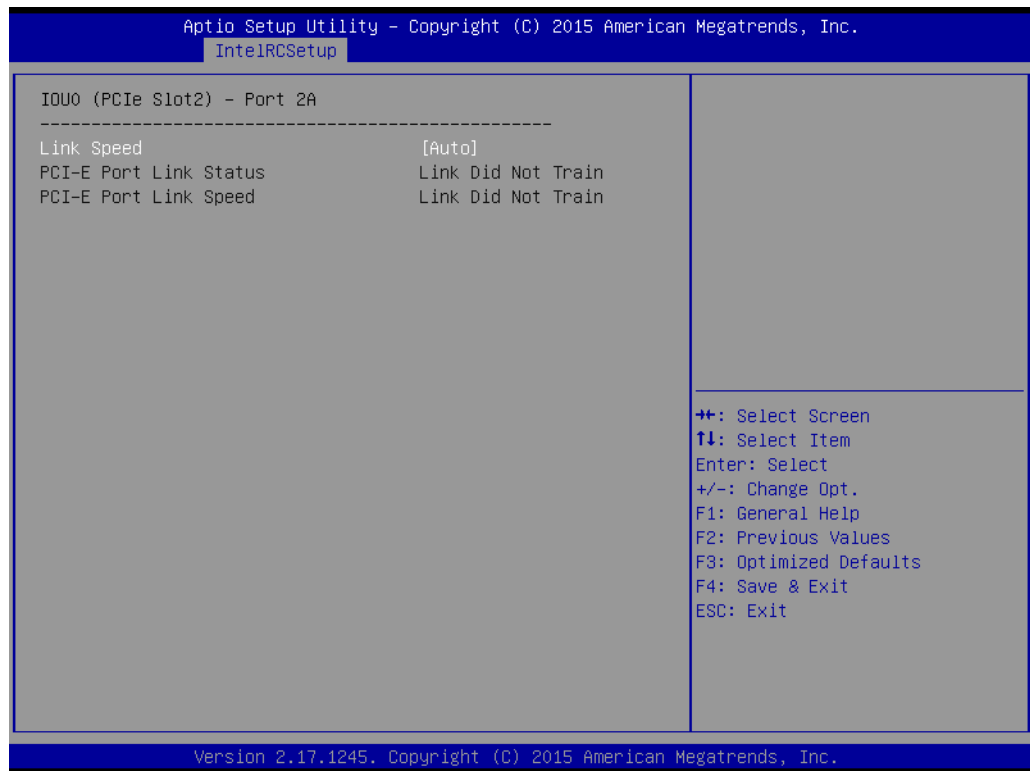 Aptio Setup Utility – Copyright (C) 2015 American Megatrends, Inc.
IntelRCSetup
IOU0 (PCIe Slot2) – Port 2A
--------------------------------------------------
Link Speed [Auto]
PCI-E Port Link Status Link Did Not Train
PCI-E Port Link Speed Link Did Not Train
→←: Select Screen
↑↓: Select Item
Enter: Select
+/-: Change Opt.
F1: General Help
F2: Previous Values
F3: Optimized Defaults
F4: Save & Exit
ESC: Exit
Version 2.17.1245. Copyright (C) 2015 American Megatrends, Inc.